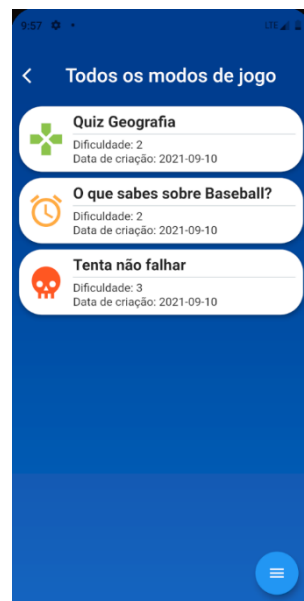 9:57
LTE
Todos os modos de jogo
Quiz Geografia
Dificuldade: 2
Data de criação: 2021-09-10
O que sabes sobre Baseball?
Dificuldade: 2
Data de criação: 2021-09-10
Tenta não falhar
Dificuldade: 3
Data de criação: 2021-09-10